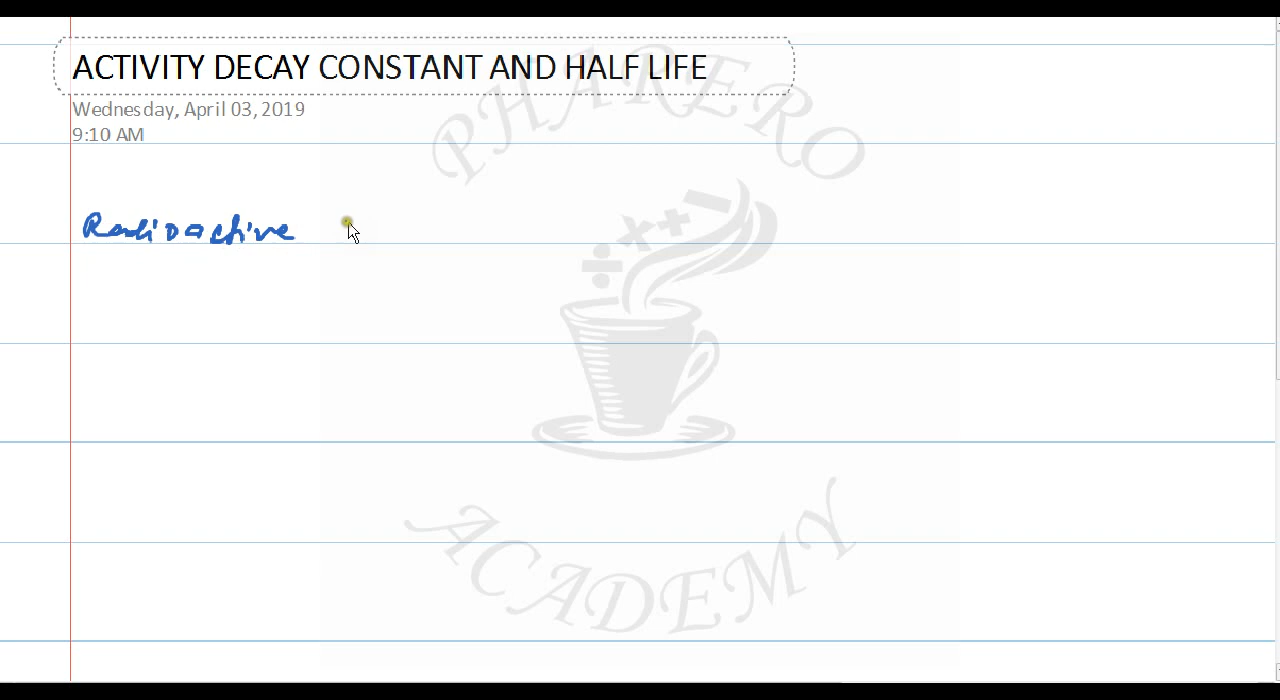 ACTIVITY DECAY CONSTANT AND HALF LIFE
Wednesday, April 03, 2019
9:10 AM
PHARERO
Radioactive
ACADEMY